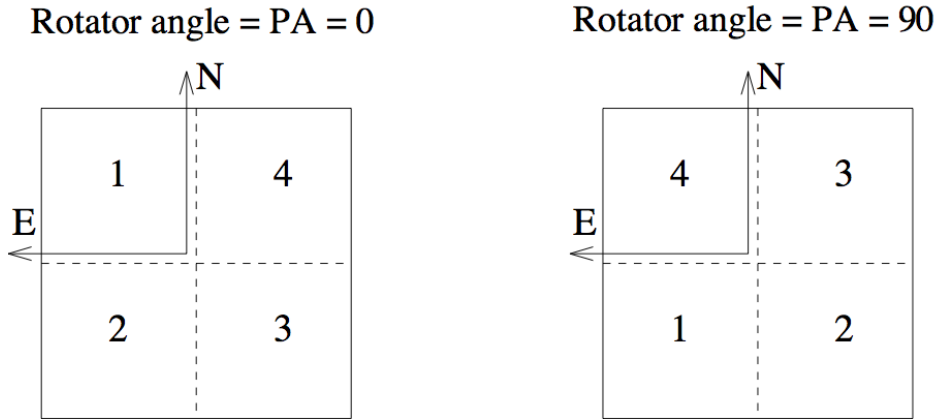 Rotator angle = PA = 0
N
1 4
E
2 3
Rotator angle = PA = 90
N
4 3
E
1 2